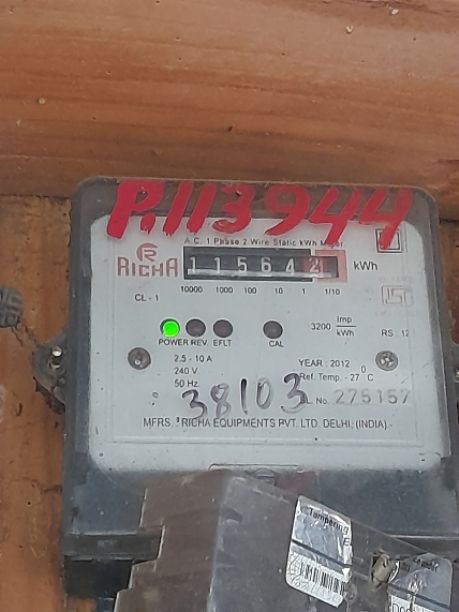 P.113944
A.C. 1 Phase 2 Wire Static kWh Meter
R
RICHA
115642
kWh
CL - 1
10000 1000 100 10 1 1/10
3200 Imp/kWh
RS : 12
POWER REV. EFLT CAL
2.5 - 10 A
240 V
50 Hz.
YEAR : 2012
Ref. Temp. - 27 °C
38103
SL. No. 275157
MFRS. : RICHA EQUIPMENTS PVT. LTD. DELHI, (INDIA).
Tampering